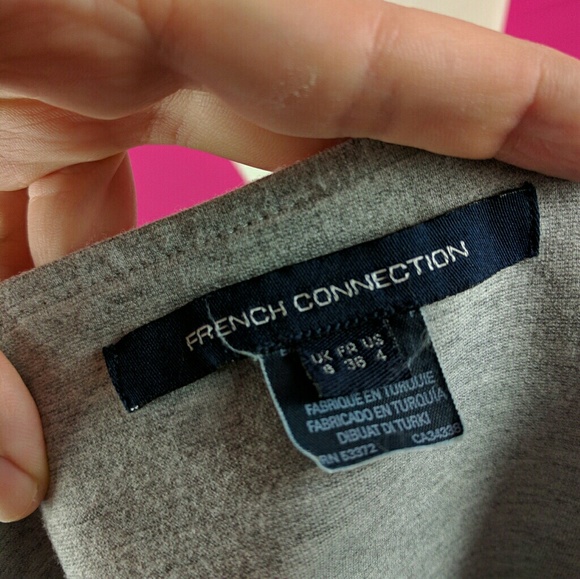 FRENCH CONNECTION
UK FR US
8 36 4
FABRIQUE EN TURQUIE
FABRICADO EN TURQUIA
DIBUAT DI TURKI
RN 53372 CA34336